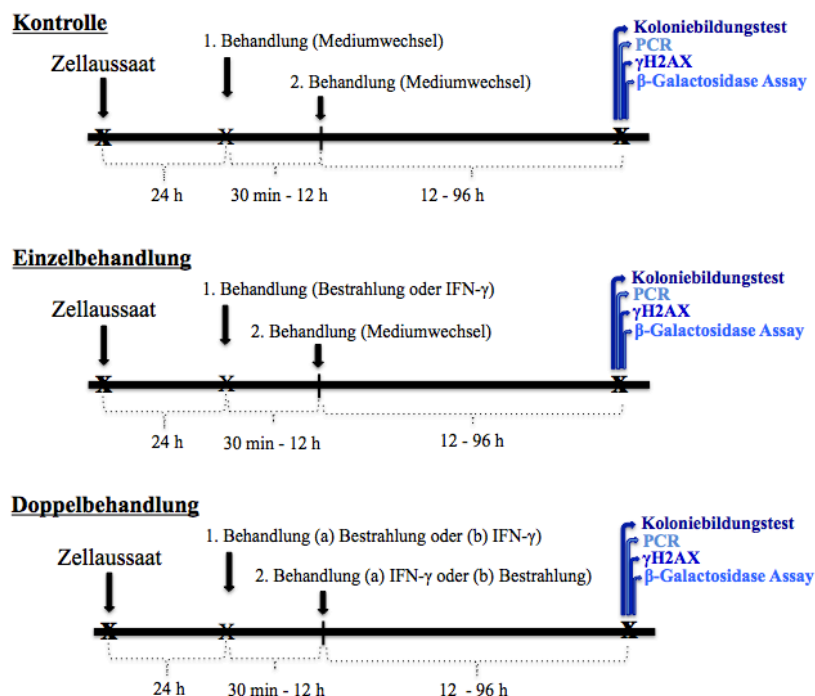 Kontrolle
Zellaussaat
1. Behandlung (Mediumwechsel)
2. Behandlung (Mediumwechsel)
Koloniebildungstest
PCR
γH2AX
β-Galactosidase Assay
24 h
30 min - 12 h
12 - 96 h
Einzelbehandlung
Zellaussaat
1. Behandlung (Bestrahlung oder IFN-γ)
2. Behandlung (Mediumwechsel)
Koloniebildungstest
PCR
γH2AX
β-Galactosidase Assay
24 h
30 min - 12 h
12 - 96 h
Doppelbehandlung
Zellaussaat
1. Behandlung (a) Bestrahlung oder (b) IFN-γ)
2. Behandlung (a) IFN-γ oder (b) Bestrahlung)
Koloniebildungstest
PCR
γH2AX
β-Galactosidase Assay
24 h
30 min - 12 h
12 - 96h